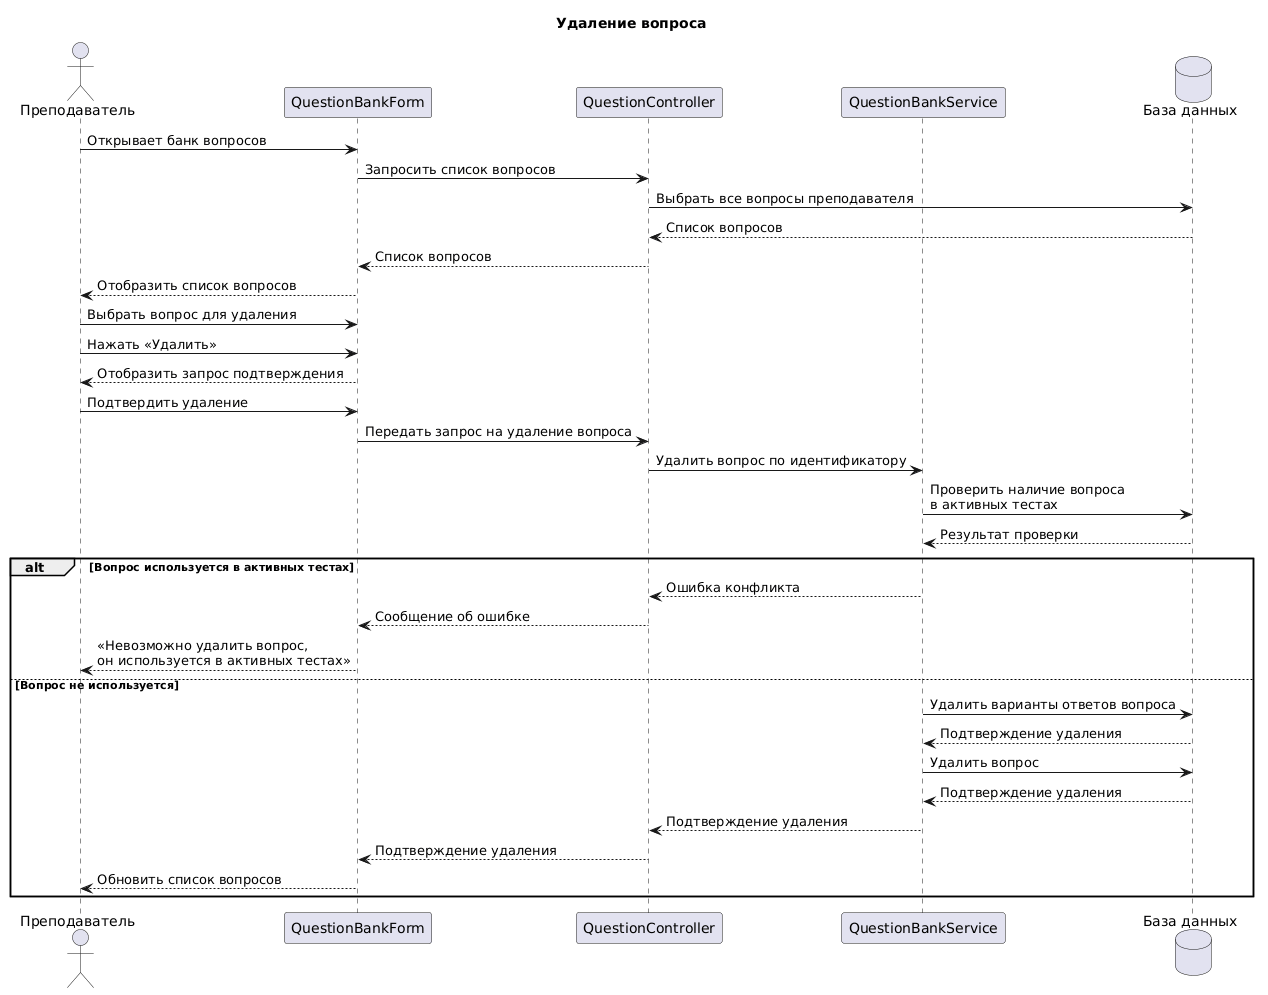 Удаление вопроса
Преподаватель
QuestionBankForm
QuestionController
QuestionBankService
База данных
Открывает банк вопросов
Запросить список вопросов
Выбрать все вопросы преподавателя
Список вопросов
Список вопросов
Отобразить список вопросов
Выбрать вопрос для удаления
Нажать «Удалить»
Отобразить запрос подтверждения
Подтвердить удаление
Передать запрос на удаление вопроса
Удалить вопрос по идентификатору
Проверить наличие вопроса
в активных тестах
Результат проверки
alt
[Вопрос используется в активных тестах]
Ошибка конфликта
Сообщение об ошибке
«Невозможно удалить вопрос,
он используется в активных тестах»
[Вопрос не используется]
Удалить варианты ответов вопроса
Подтверждение удаления
Удалить вопрос
Подтверждение удаления
Подтверждение удаления
Подтверждение удаления
Обновить список вопросов
Преподаватель
QuestionBankForm
QuestionController
QuestionBankService
База данных